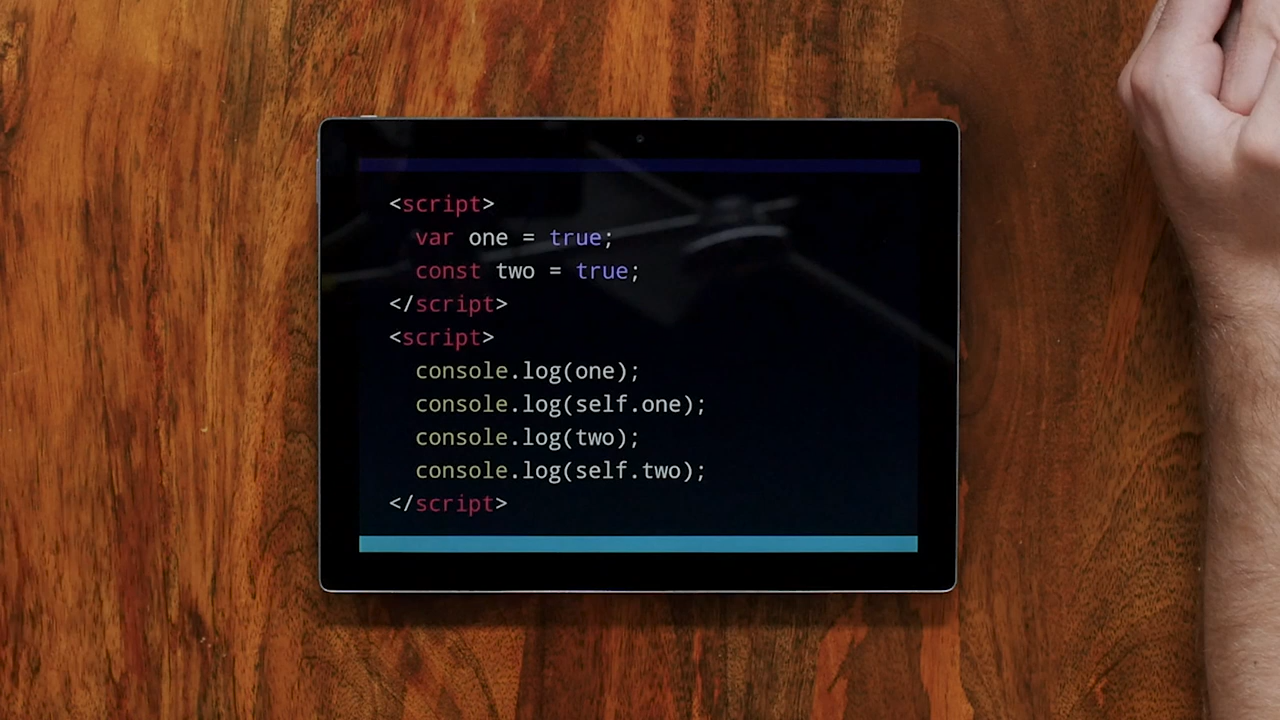 <script>
var one = true;
const two = true;
</script>
<script>
console.log(one);
console.log(self.one);
console.log(two);
console.log(self.two);
</script>